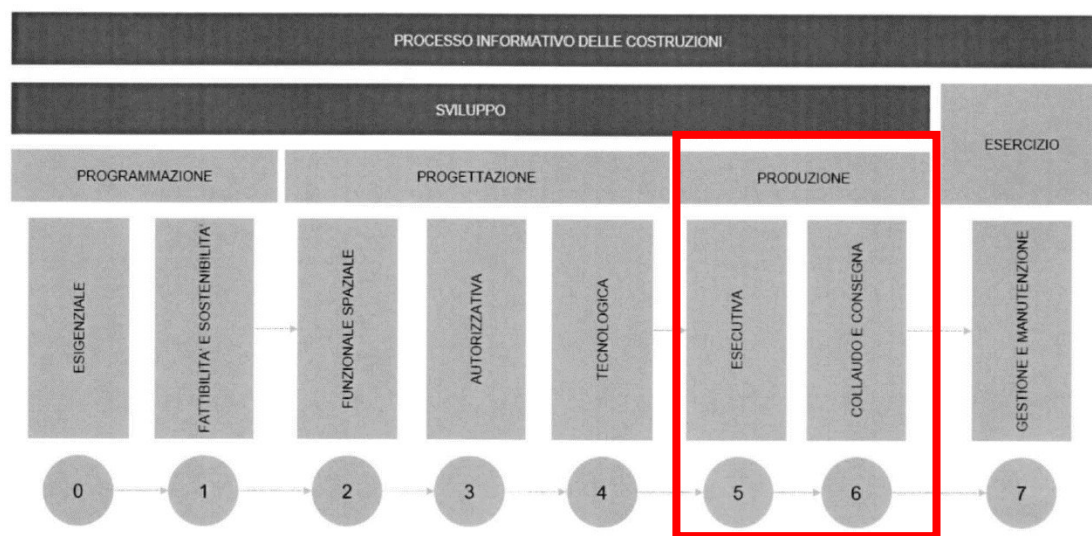 PROCESSO INFORMATIVO DELLE COSTRUZIONI
SVILUPPO
ESERCIZIO
PROGRAMMAZIONE
PROGETTAZIONE
PRODUZIONE
ESIGENZIALE
FATTIBILITA' E SOSTENIBILITA'
FUNZIONALE SPAZIALE
AUTORIZZATIVA
TECNOLOGICA
ESECUTIVA
COLLAUDO E CONSEGNA
GESTIONE E MANUTENZIONE
0
1
2
3
4
5
6
7